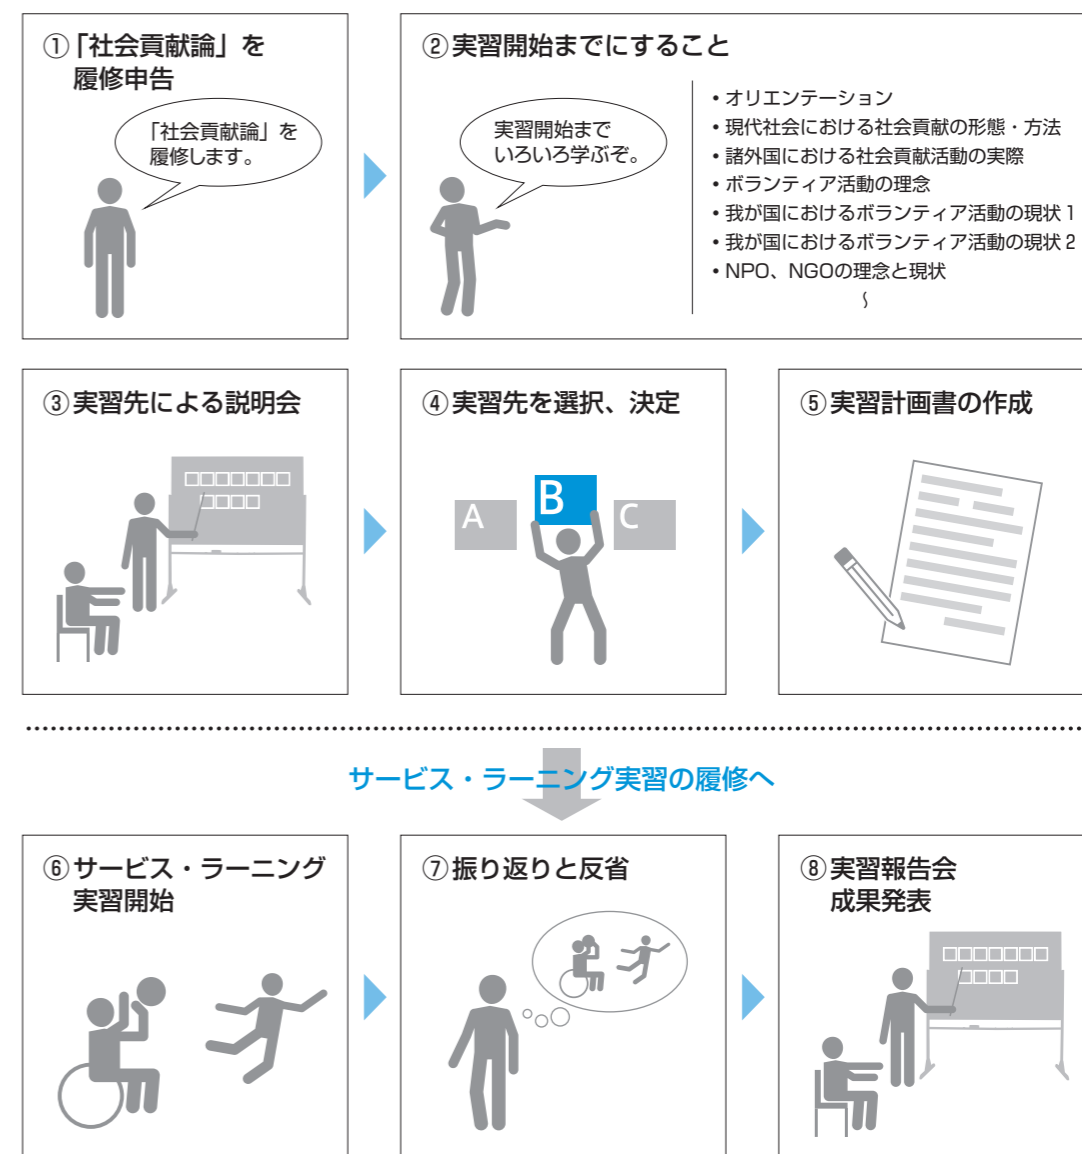 ①「社会貢献論」を
履修申告
「社会貢献論」を
履修します。
②実習開始までにすること
実習開始まで
いろいろ学ぶぞ。
・オリエンテーション
・現代社会における社会貢献の形態・方法
・諸外国における社会貢献活動の実際
・ボランティア活動の理念
・我が国におけるボランティア活動の現状1
・我が国におけるボランティア活動の現状2
・NPO、NGOの理念と現状
〜
③実習先による説明会
④実習先を選択、決定
A
B
C
⑤実習計画書の作成
サービス・ラーニング実習の履修へ
⑥サービス・ラーニング
実習開始
⑦振り返りと反省
⑧実習報告会
成果発表